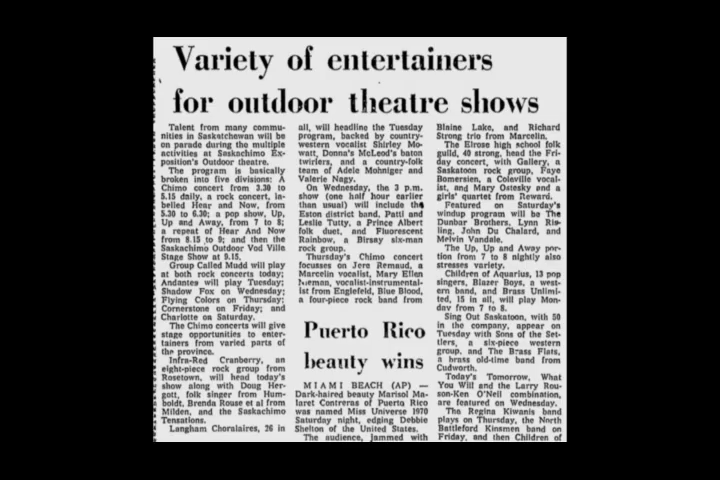 Variety of entertainers
for outdoor theatre shows
Talent from many commu-
nities in Saskatchewan will be
on parade during the multiple
activities at Saskachimo Ex-
position's Outdoor theatre.
The program is basically
broken into five divisions: A
Chimo concert from 3.30 to
5.15 daily, a rock concert, la-
belled Hear and Now, from
5.30 to 6.30; a pop show, Up,
Up and Away, from 7 to 8;
a repeat of Hear And Now
from 8.15 to 9; and then the
Saskachimo Outdoor Vod Ville
Stage Show at 9.15.
Group Called Mudd will play
at both rock concerts today;
Andantes will play Tuesday;
Shadow Fox on Wednesday;
Flying Colors on Thursday;
Cornerstone on Friday; and
Charlotte on Saturday.
The Chimo concerts will give
stage opportunities to enter-
tainers from varied parts of
the province.
Infra-Red Cranberry, an
eight-piece rock group from
Rosetown, will head today's
show along with Doug Her-
gott, folk singer from Hum-
boldt, Brenda Rouse et al from
Milden, and the Saskachimo
Tensations.
Langham Choralaires, 26 in
all, will headline the Tuesday
program, backed by country-
western vocalist Shirley Mo-
watt, Donna's McLeod's baton
twirlers, and a country-folk
team of Adele Mohniger and
Valerie Nagy.
On Wednesday, the 3 p.m.
show (one half hour earlier
than usual) will include the
Eston district band, Patti and
Leslie Tutty, a Prince Albert
folk duet, and Fluorescent
Rainbow, a Birsay six-man
rock group.
Thursday's Chimo concert
focusses on Jere Remaud, a
Marcelin vocalist, Mary Ellen
vocalist-instrumental-
ist from Englefeld, Blue Blood,
a four-piece rock band from
Blaine Lake, and Richard
Strong trio from Marcelin.
The Elrose high school folk
guild, 40 strong, head the Fri-
day concert, with Gallery, a
Saskatoon rock group, Faye
Bomersien, a Coleville vocal-
ist, and Mary Ostesky and a
girls' quartet from Reward.
Featured on Saturday's
windup program will be The
Dunbar Brothers, Lynn Ris-
ling, John Du Chalard, and
Melvin Vandale.
The Up, Up and Away por-
tion from 7 to 8 nightly also
stresses variety.
Children of Aquarius, 13 pop
singers, Blazer Boys, a west-
ern band, and Brass Unlimi-
ted, 15 in all, will play Mon-
day from 7 to 8.
Sing Out Saskatoon, with 50
in the company, appear on
Tuesday with Sons of the Set-
tlers, a six-piece western
group, and The Brass Flats,
a brass old-time band from
Cudworth.
Today's Tomorrow, What
You Will and the Larry Rou-
son-Ken O'Neil combination,
are featured on Wednesday.
The Regina Kiwanis band
plays on Thursday, the North
Battleford Kinsmen band on
Friday, and then Children of
Puerto Rico
beauty wins
MIAMI BEACH (AP) —
Dark-haired beauty Marisol Ma-
laret Contreras of Puerto Rico
was named Miss Universe 1970
Saturday night, edging Debbie
Shelton of the United States.
The audience, jammed with